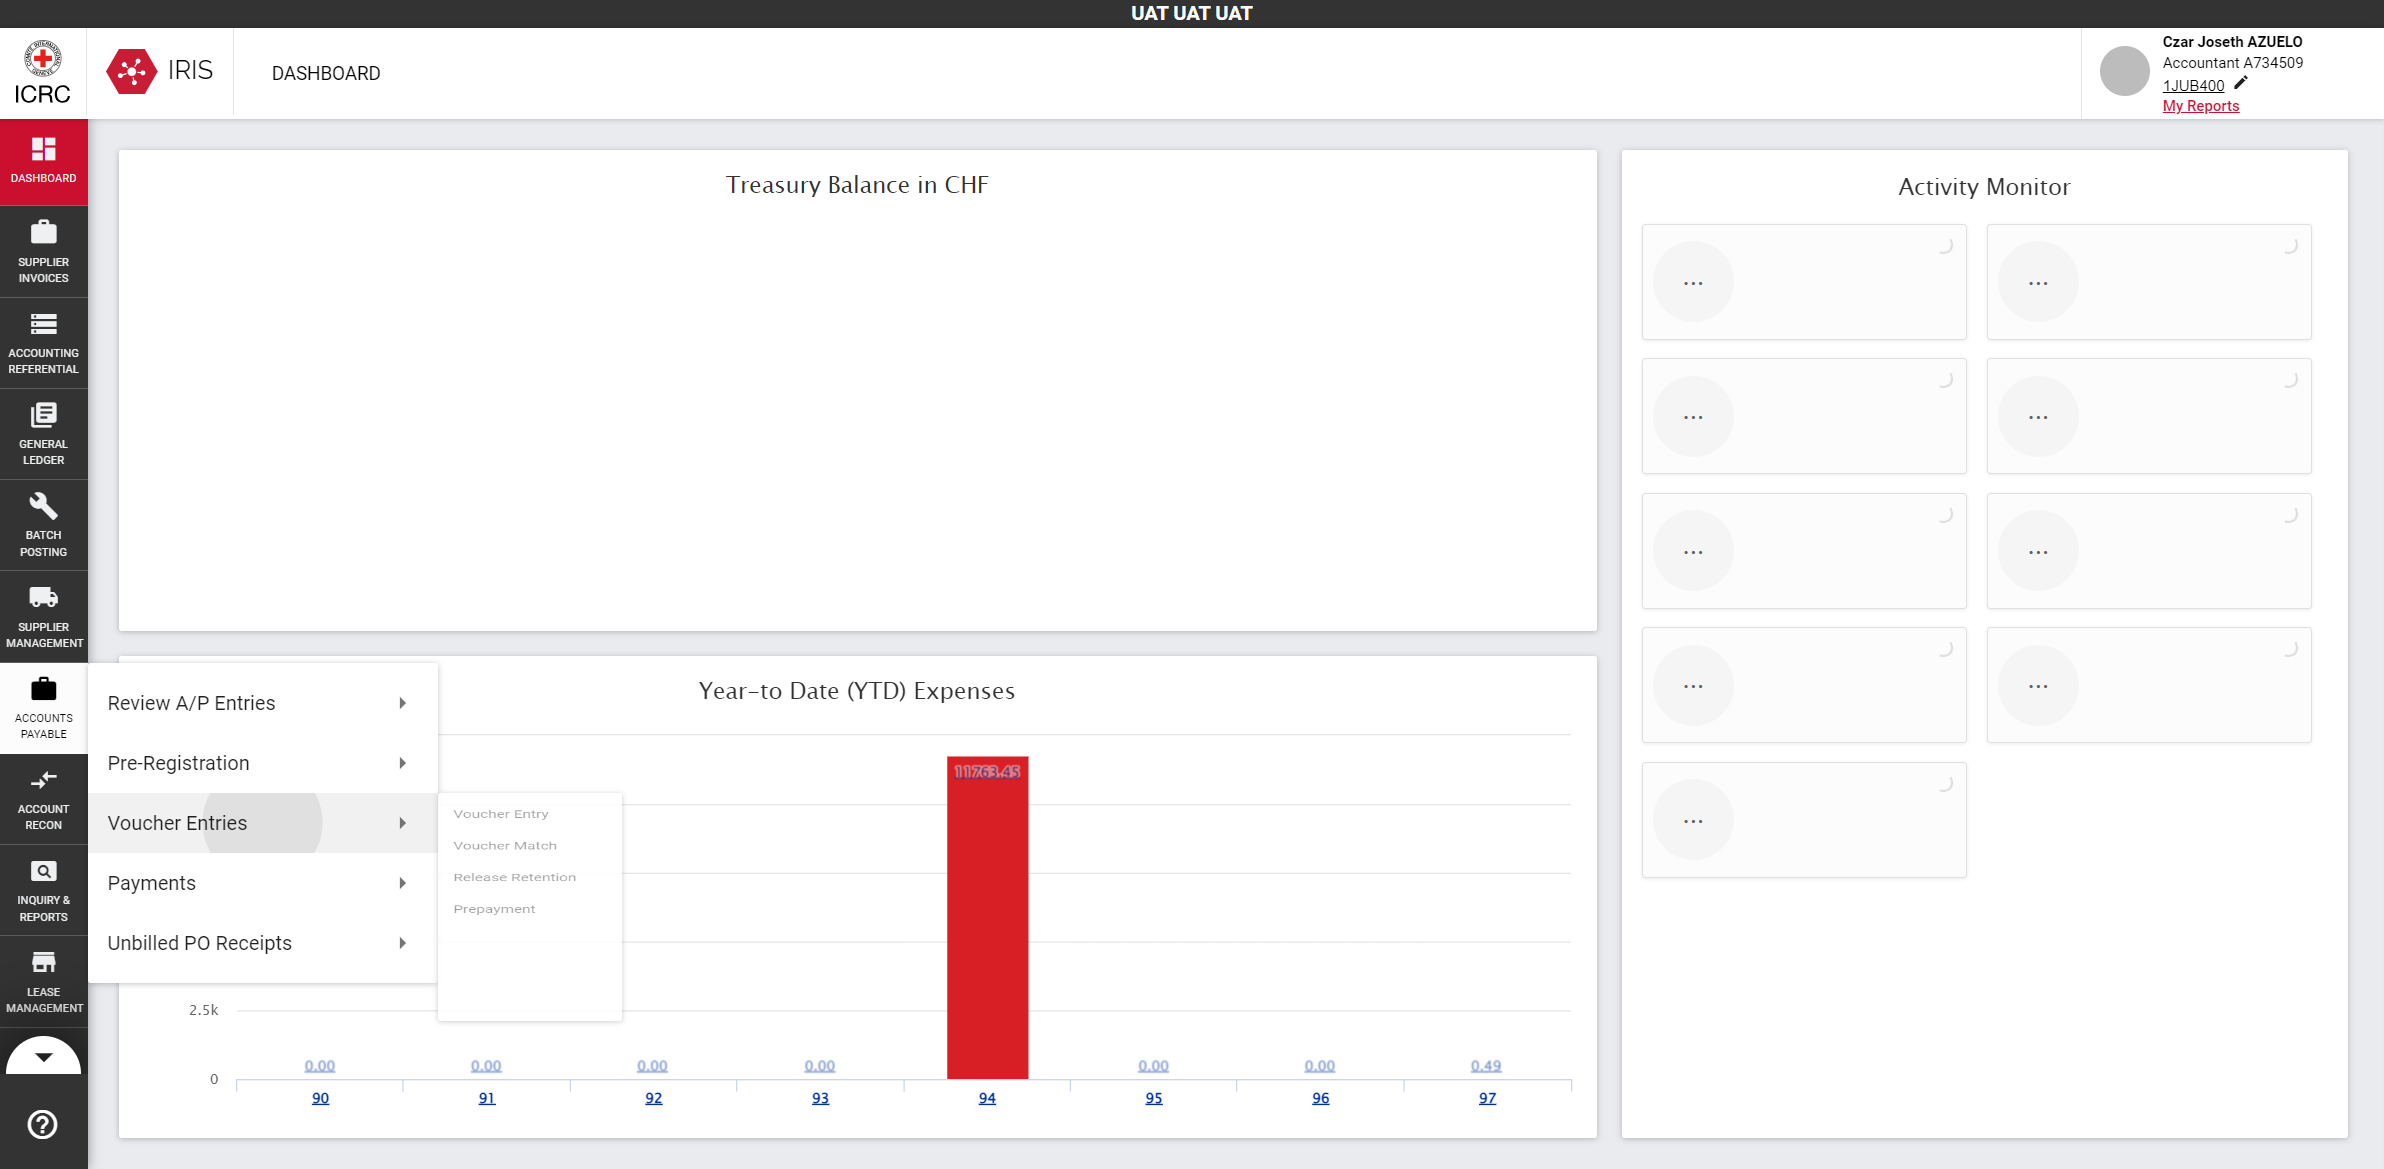 UAT UAT UAT
ICRC
IRIS
DASHBOARD
Czar Joseth AZUELO
Accountant A734509
1JUB400
My Reports
DASHBOARD
SUPPLIER
INVOICES
ACCOUNTING
REFERENTIAL
GENERAL
LEDGER
BATCH
POSTING
SUPPLIER
MANAGEMENT
ACCOUNTS
PAYABLE
ACCOUNT
RECON
INQUIRY &
REPORTS
LEASE
MANAGEMENT
Treasury Balance in CHF
Activity Monitor
...
...
...
...
...
...
...
...
...
Review A/P Entries
Pre-Registration
Voucher Entries
Payments
Unbilled PO Receipts
Voucher Entry
Voucher Match
Release Retention
Prepayment
Year-to Date (YTD) Expenses
11763.45
2.5k
0
0.00 0.00 0.00 0.00 0.00 0.00 0.49
90 91 92 93 94 95 96 97